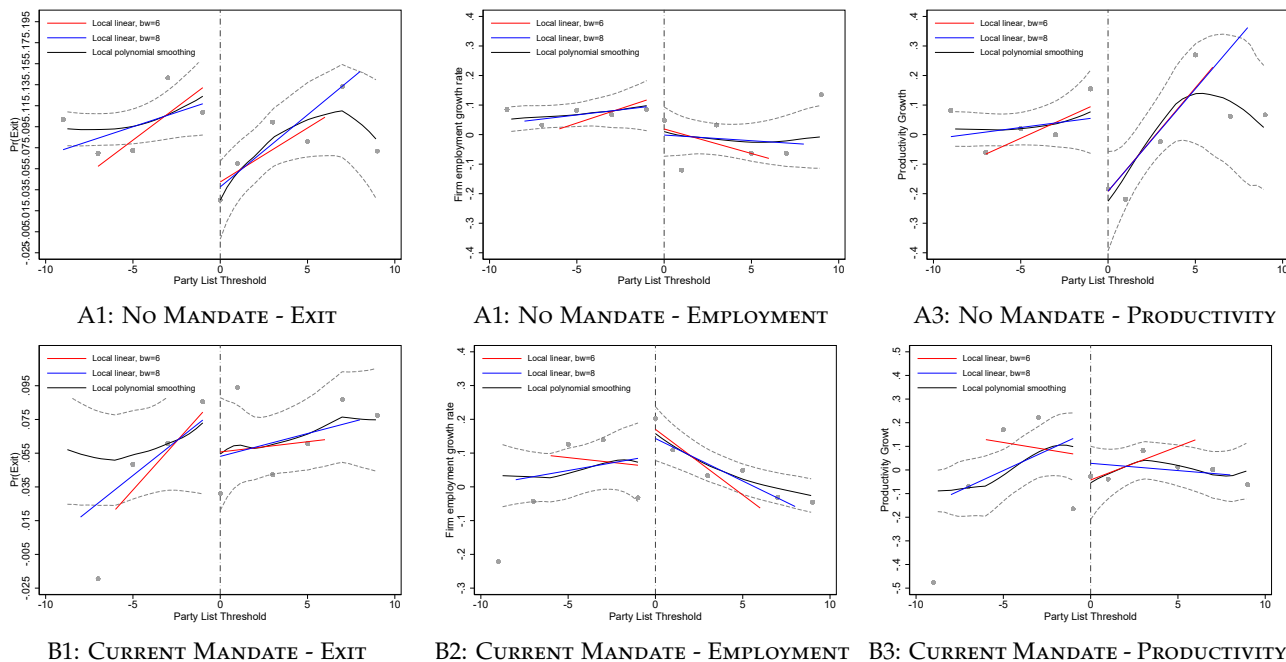 Pr(Exit)
-.025.005.015.035.055.075.095.115.135.155.175.195
Local linear, bw=6
Local linear, bw=8
Local polynomial smoothing
-10 -5 0 5 10
Party List Threshold
A1: No Mandate - Exit
Firm employment growth rate
-.4 -.3 -.2 -.1 0 .1 .2 .3 .4
Local linear, bw=6
Local linear, bw=8
Local polynomial smoothing
-10 -5 0 5 10
Party List Threshold
A1: No Mandate - Employment
Productivity Growth
-.4 -.3 -.2 -.1 0 .1 .2 .3 .4
Local linear, bw=6
Local linear, bw=8
Local polynomial smoothing
-10 -5 0 5 10
Party List Threshold
A3: No Mandate - Productivity
Pr(Exit)
-.025 -.005 .015 .035 .055 .075 .095
Local linear, bw=6
Local linear, bw=8
Local polynomial smoothing
-10 -5 0 5 10
Party List Threshold
B1: Current Mandate - Exit
Firm employment growth rate
-.3 -.2 -.1 0 .1 .2 .3 .4
Local linear, bw=6
Local linear, bw=8
Local polynomial smoothing
-10 -5 0 5 10
Party List Threshold
B2: Current Mandate - Employment
Productivity Growt
-.5 -.4 -.3 -.2 -.1 0 .1 .2 .3 .4 .5
Local linear, bw=6
Local linear, bw=8
Local polynomial smoothing
-10 -5 0 5 10
Party List Threshold
B3: Current Mandate - Productivity